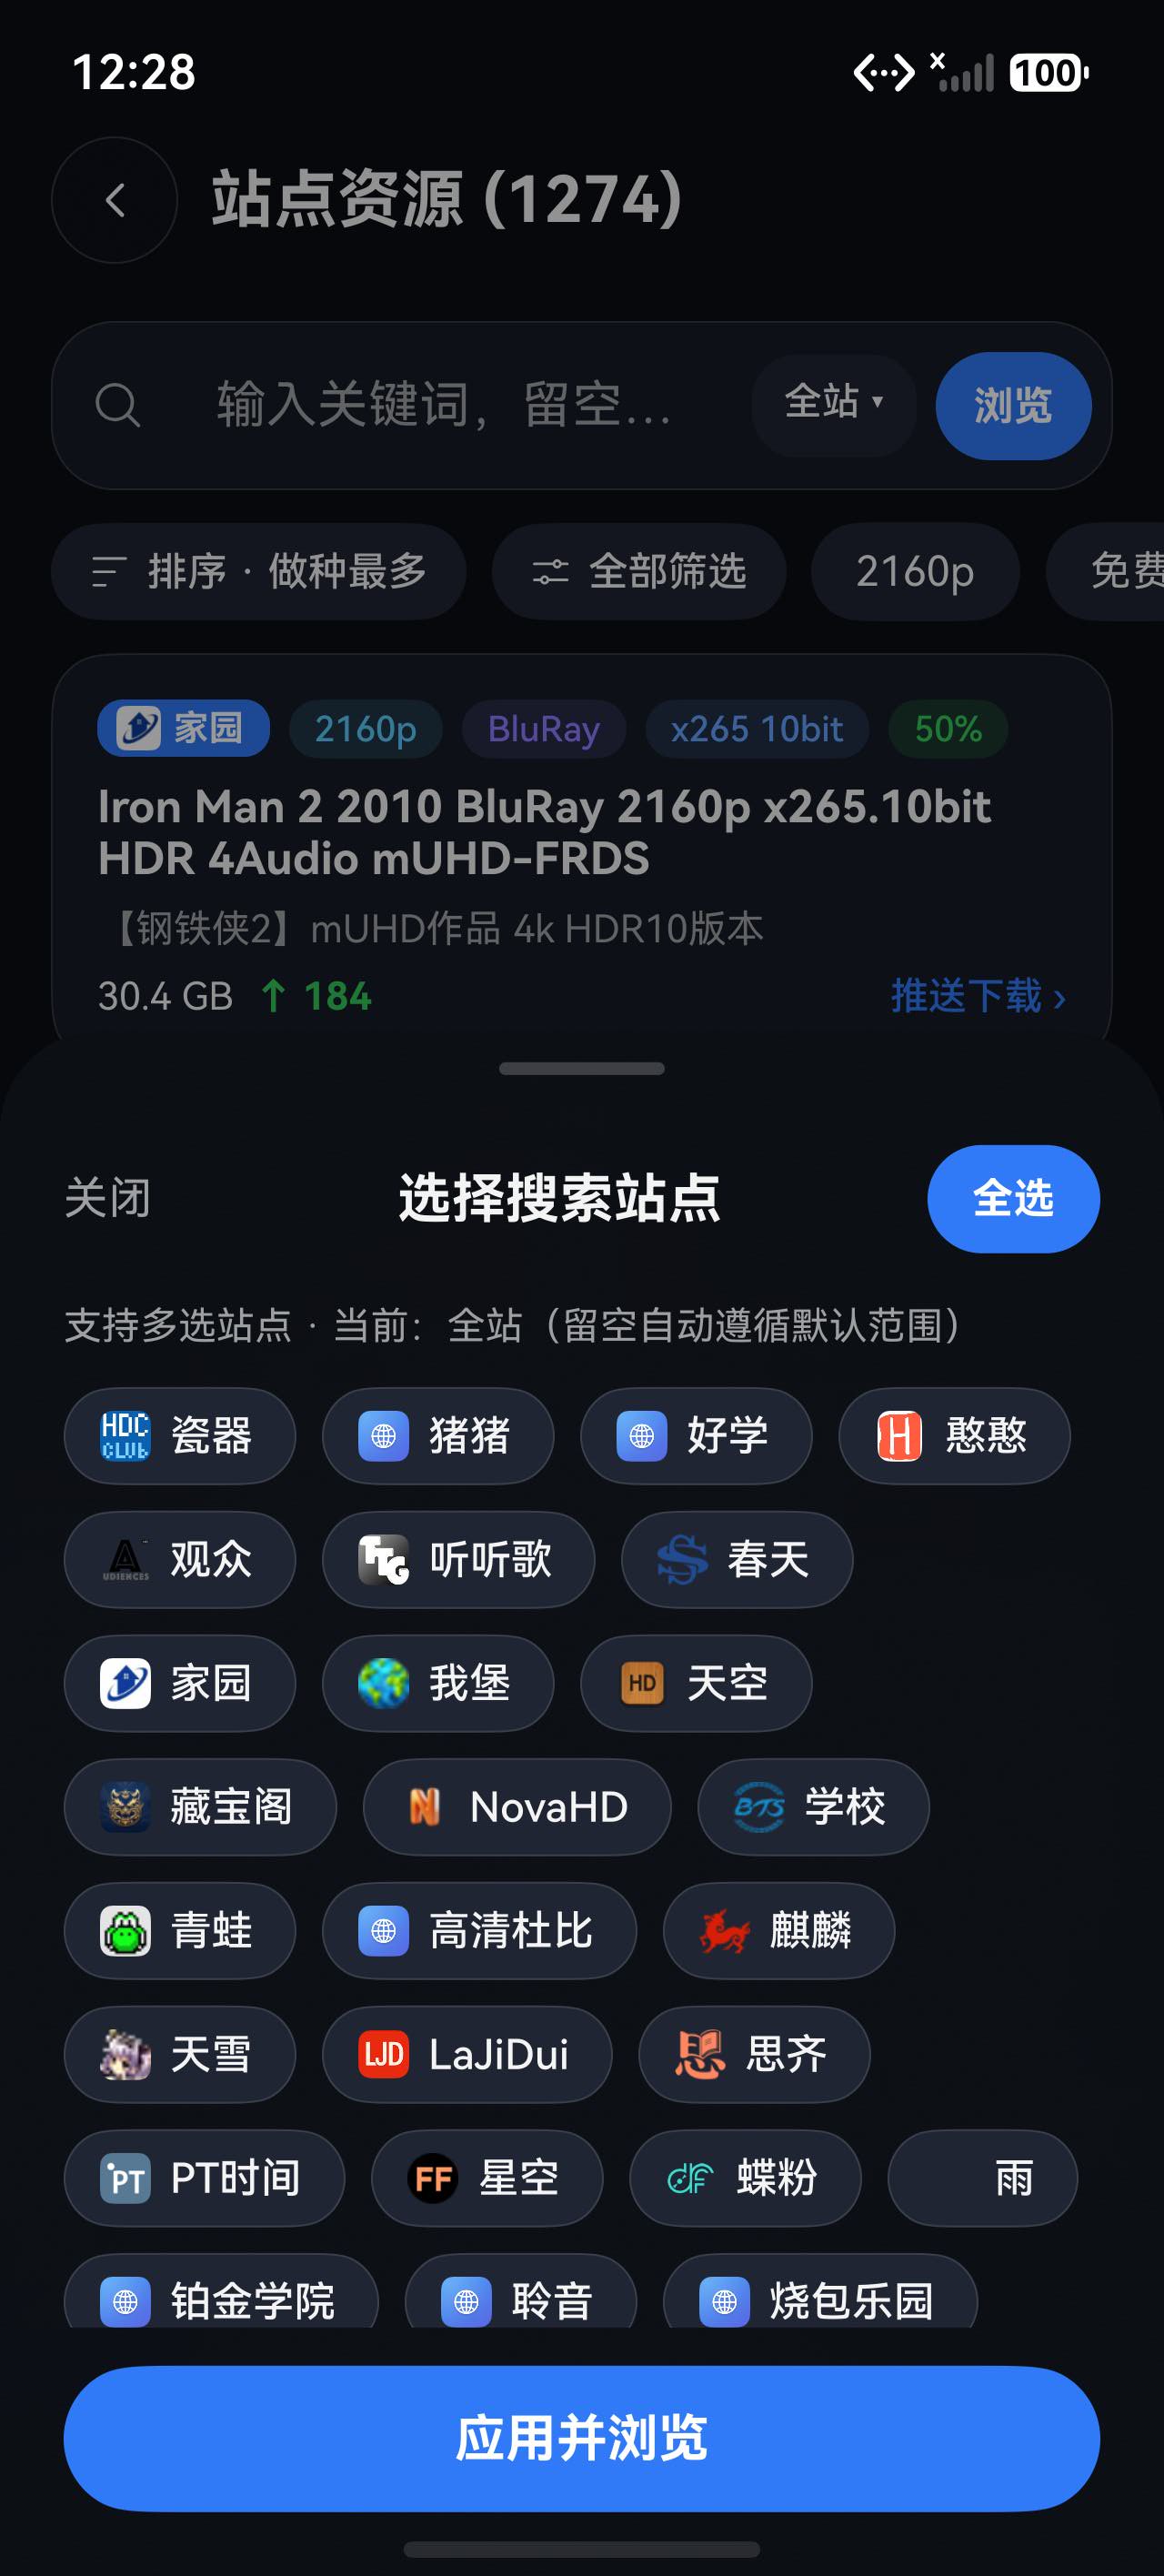 12:28
100
站点资源 (1274)
输入关键词，留空...
全站 ▾
浏览
排序 · 做种最多
全部筛选
2160p
免费
家园 2160p BluRay x265 10bit 50%
Iron Man 2 2010 BluRay 2160p x265.10bit
HDR 4Audio mUHD-FRDS
【钢铁侠2】mUHD作品 4k HDR10版本
30.4 GB ↑ 184 推送下载 ›
关闭 选择搜索站点 全选
支持多选站点 · 当前：全站（留空自动遵循默认范围）
HDC CLUb 瓷器 猪猪 好学 H 憨憨
AUDIENCES 观众 TTG 听听歌 春天
家园 我堡 HD 天空
藏宝阁 N NovaHD BTS 学校
青蛙 高清杜比 麒麟
天雪 LJD LaJiDui 思齐
PT PT时间 FF 星空 dF 蝶粉 雨
铂金学院 聆音 烧包乐园
应用并浏览